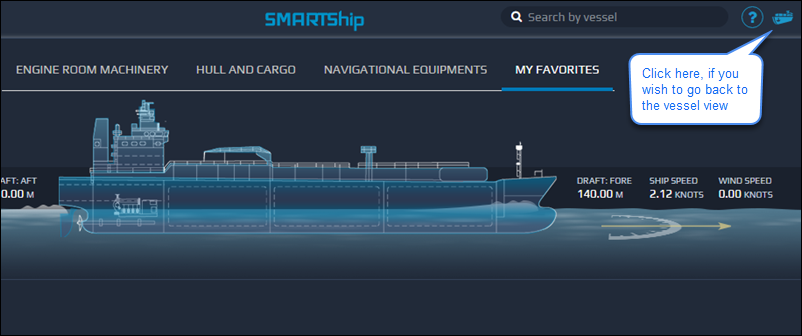 SMARTShip
Search by vessel
?
ENGINE ROOM MACHINERY
HULL AND CARGO
NAVIGATIONAL EQUIPMENTS
MY FAVORITES
Click here, if you
wish to go back to
the vessel view
AFT: AFT
0.00 M
DRAFT: FORE
140.00 M
SHIP SPEED
2.12 KNOTS
WIND SPEED
0.00 KNOTS